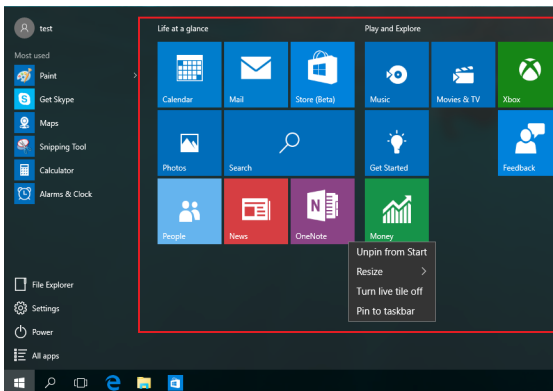 test
Most used
Paint
Get Skype
Maps
Snipping Tool
Calculator
Alarms & Clock
File Explorer
Settings
Power
All apps
Life at a glance
Play and Explore
Calendar
Mail
Store (Beta)
Music
Movies & TV
Xbox
Photos
Search
Get Started
Feedback
People
News
OneNote
Money
Unpin from Start
Resize
Turn live tile off
Pin to taskbar